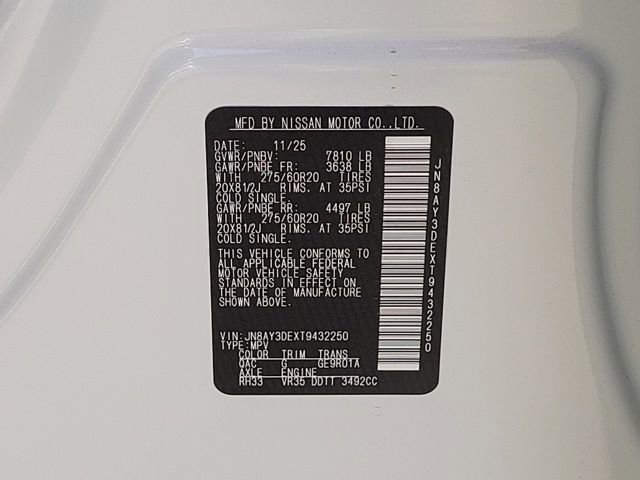 MFD BY NISSAN MOTOR CO.,LTD.
DATE: 11/25
GVWR/PNBV: 7810 LB
GAWR/PNBE FR: 3638 LB
WITH 275/60R20 TIRES
20X81/2J RIMS. AT 35PSI
COLD SINGLE.
GAWR/PNBE RR: 4497 LB
WITH 275/60R20 TIRES
20X81/2J RIMS. AT 35PSI
COLD SINGLE.
THIS VEHICLE CONFORMS TO
ALL APPLICABLE FEDERAL
MOTOR VEHICLE SAFETY
STANDARDS IN EFFECT ON
THE DATE OF MANUFACTURE
SHOWN ABOVE.
VIN:JN8AY3DEXT9432250
TYPE:MPV
COLOR TRIM TRANS
QAC G GE9R01A
AXLE ENGINE
RH33 VR35 DDTT 3492CC
JN8AY3DEXT9432250